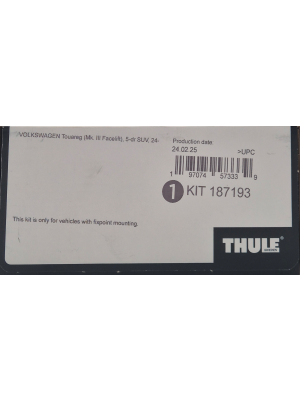 >VOLKSWAGEN Touareg (Mk. III Facelift), 5-dr SUV, 24-
Production date:
24.02.25
>UPC
1 97074 57333 9
1 KIT 187193
This kit is only for vehicles with fixpoint mounting.
THULE
SWEDEN